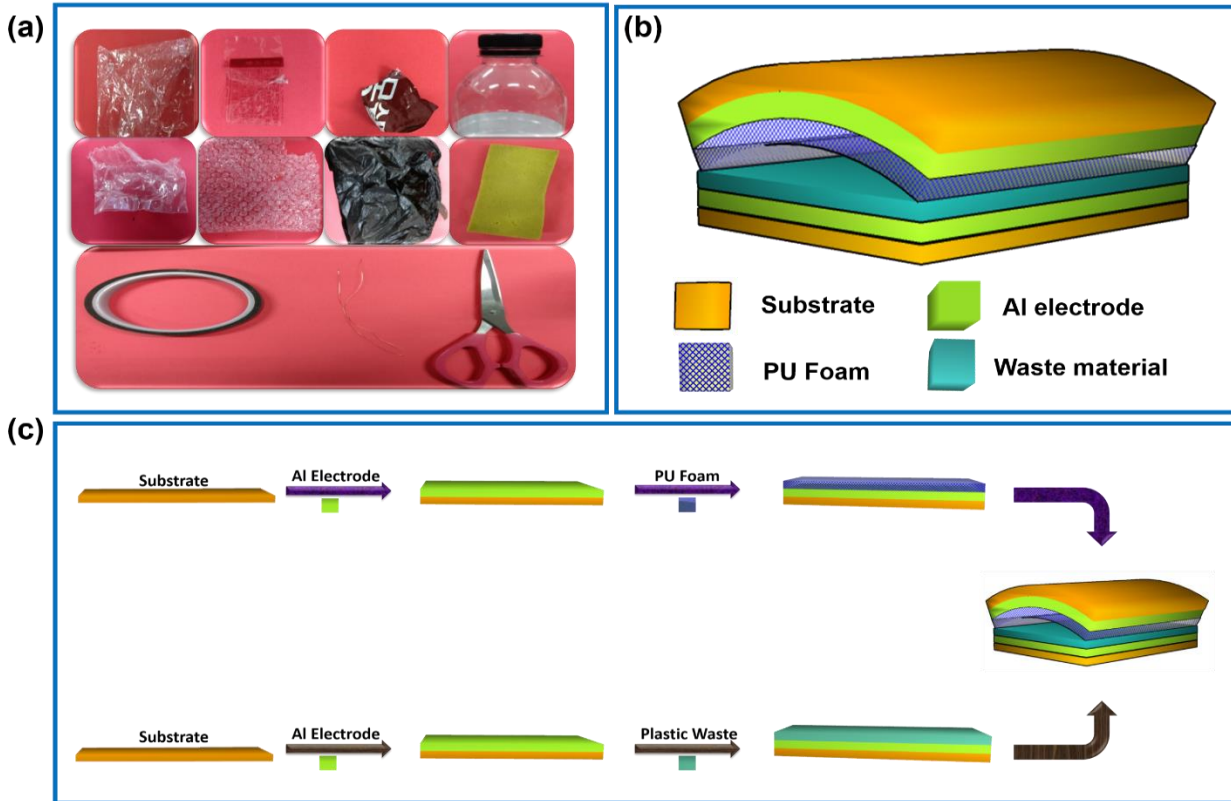 (a)
(b)
Substrate
Al electrode
PU Foam
Waste material
(c)
Substrate
Al Electrode
PU Foam
Substrate
Al Electrode
Plastic Waste